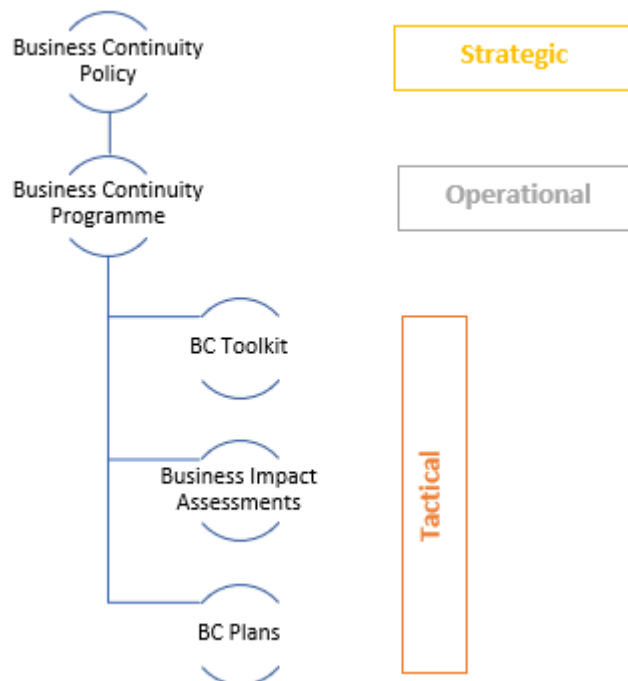 Business Continuity
Policy
Strategic
Business Continuity
Programme
Operational
BC Toolkit
Business Impact
Assessments
BC Plans
Tactical